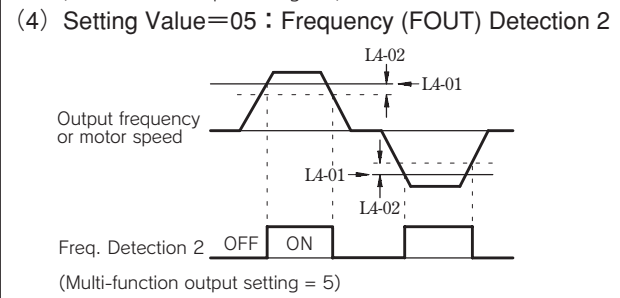 (4) Setting Value=05:Frequency (FOUT) Detection 2
L4-02
L4-01
Output frequency
or motor speed
L4-01
L4-02
Freq. Detection 2 OFF ON
(Multi-function output setting = 5)